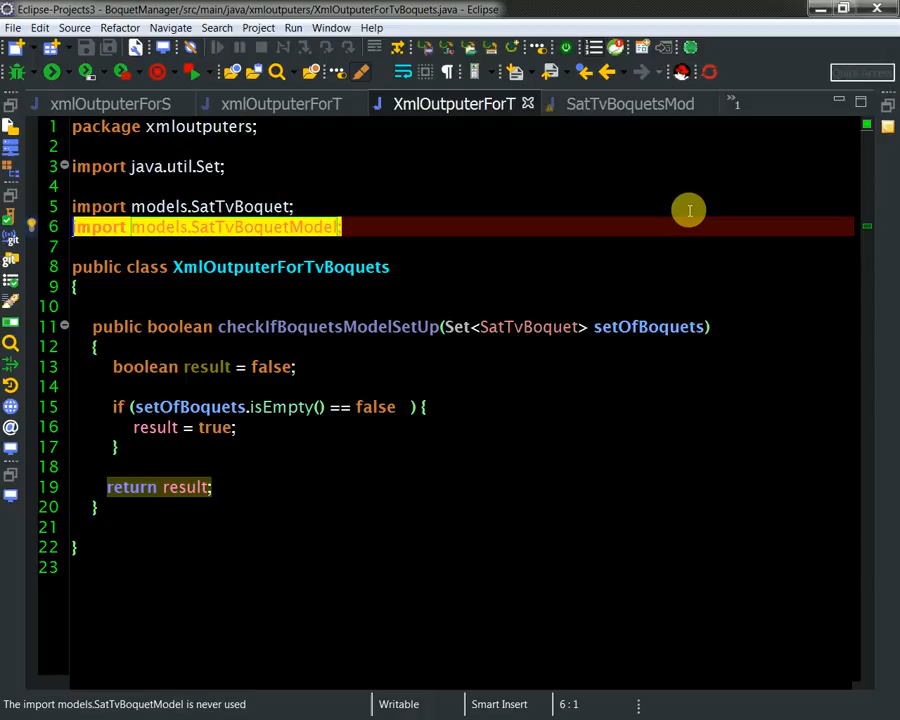 Eclipse-Projects3 - BoquetManager/src/main/java/xmloutputers/XmlOutputerForTvBoquets.java - Eclipse
File Edit Source Refactor Navigate Search Project Run Window Help
Quick Access
xmlOutputerForS xmlOutputerForT XmlOutputerForT SatTvBoquetsMod »1
1 package xmloutputers;
2
3 import java.util.Set;
4
5 import models.SatTvBoquet;
6 import models.SatTvBoquetModel;
7
8 public class XmlOutputerForTvBoquets
9 {
10
11 public boolean checkIfBoquetsModelSetUp(Set<SatTvBoquet> setOfBoquets)
12 {
13 boolean result = false;
14
15 if (setOfBoquets.isEmpty() == false   ) {
16 result = true;
17 }
18
19 return result;
20 }
21
22 }
23
The import models.SatTvBoquetModel is never used Writable Smart Insert 6 : 1